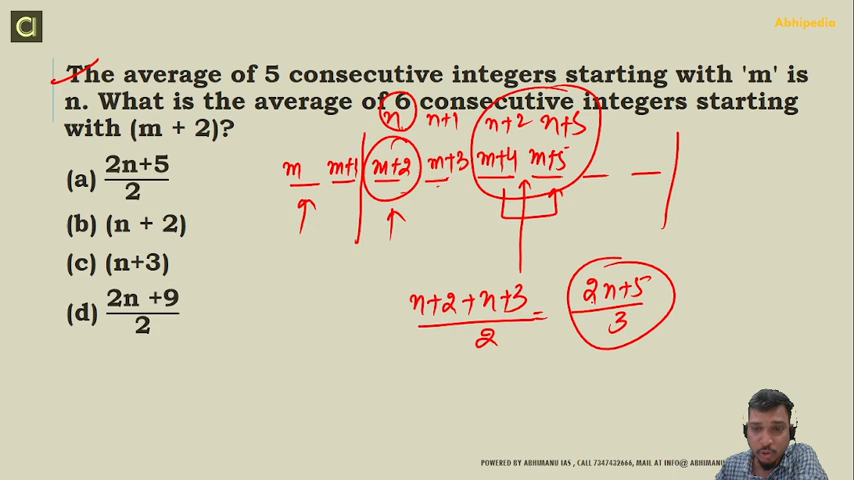 a
Abhipedia
The average of 5 consecutive integers starting with 'm' is
n. What is the average of 6 consecutive integers starting
with (m + 2)?
n n+1 n+2 n+5
m m+1 m+2 m+3 m+4 m+5
(a) 2n+5/2
(b) (n + 2)
(c) (n+3)
(d) 2n +9/2
n+2+n+3/2 = 2n+5/3
POWERED BY ABHIMANU IAS , CALL 7347432666, MAIL AT INFO@ ABHIMANU